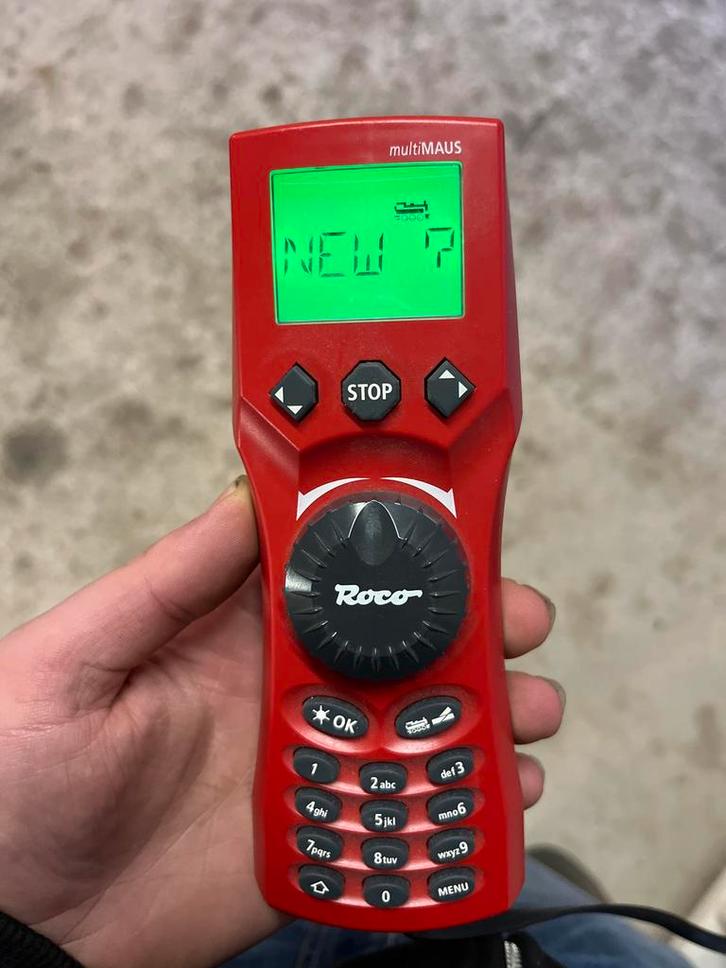 multiMAUS
NEW ?
STOP
Roco
OK
1 2abc def3
4ghi 5jkl mno6
7pqrs 8tuv wxyz9
0 MENU